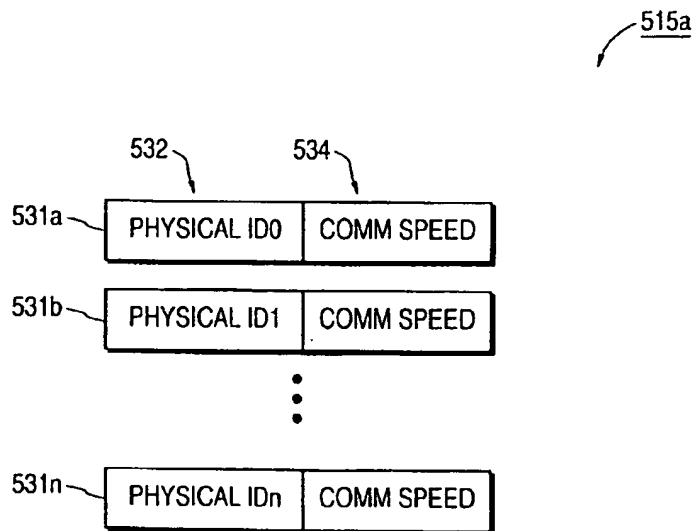 515a
532 534
531a PHYSICAL ID0 COMM SPEED
531b PHYSICAL ID1 COMM SPEED
531n PHYSICAL IDn COMM SPEED